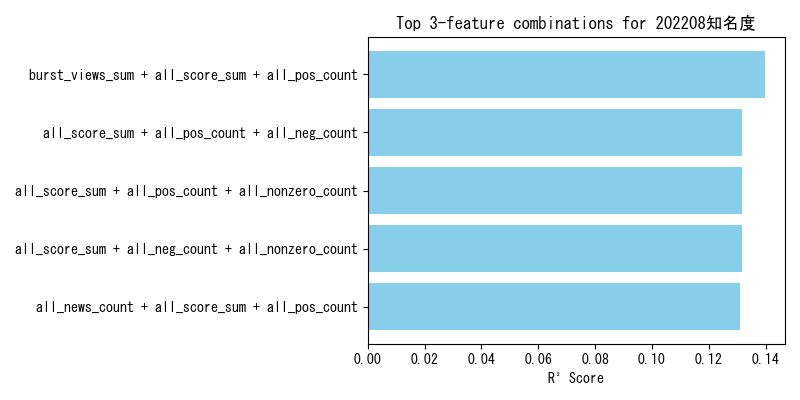 Top 3-feature combinations for 202208知名度
burst_views_sum + all_score_sum + all_pos_count
all_score_sum + all_pos_count + all_neg_count
all_score_sum + all_pos_count + all_nonzero_count
all_score_sum + all_neg_count + all_nonzero_count
all_news_count + all_score_sum + all_pos_count
0.00 0.02 0.04 0.06 0.08 0.10 0.12 0.14
R² Score